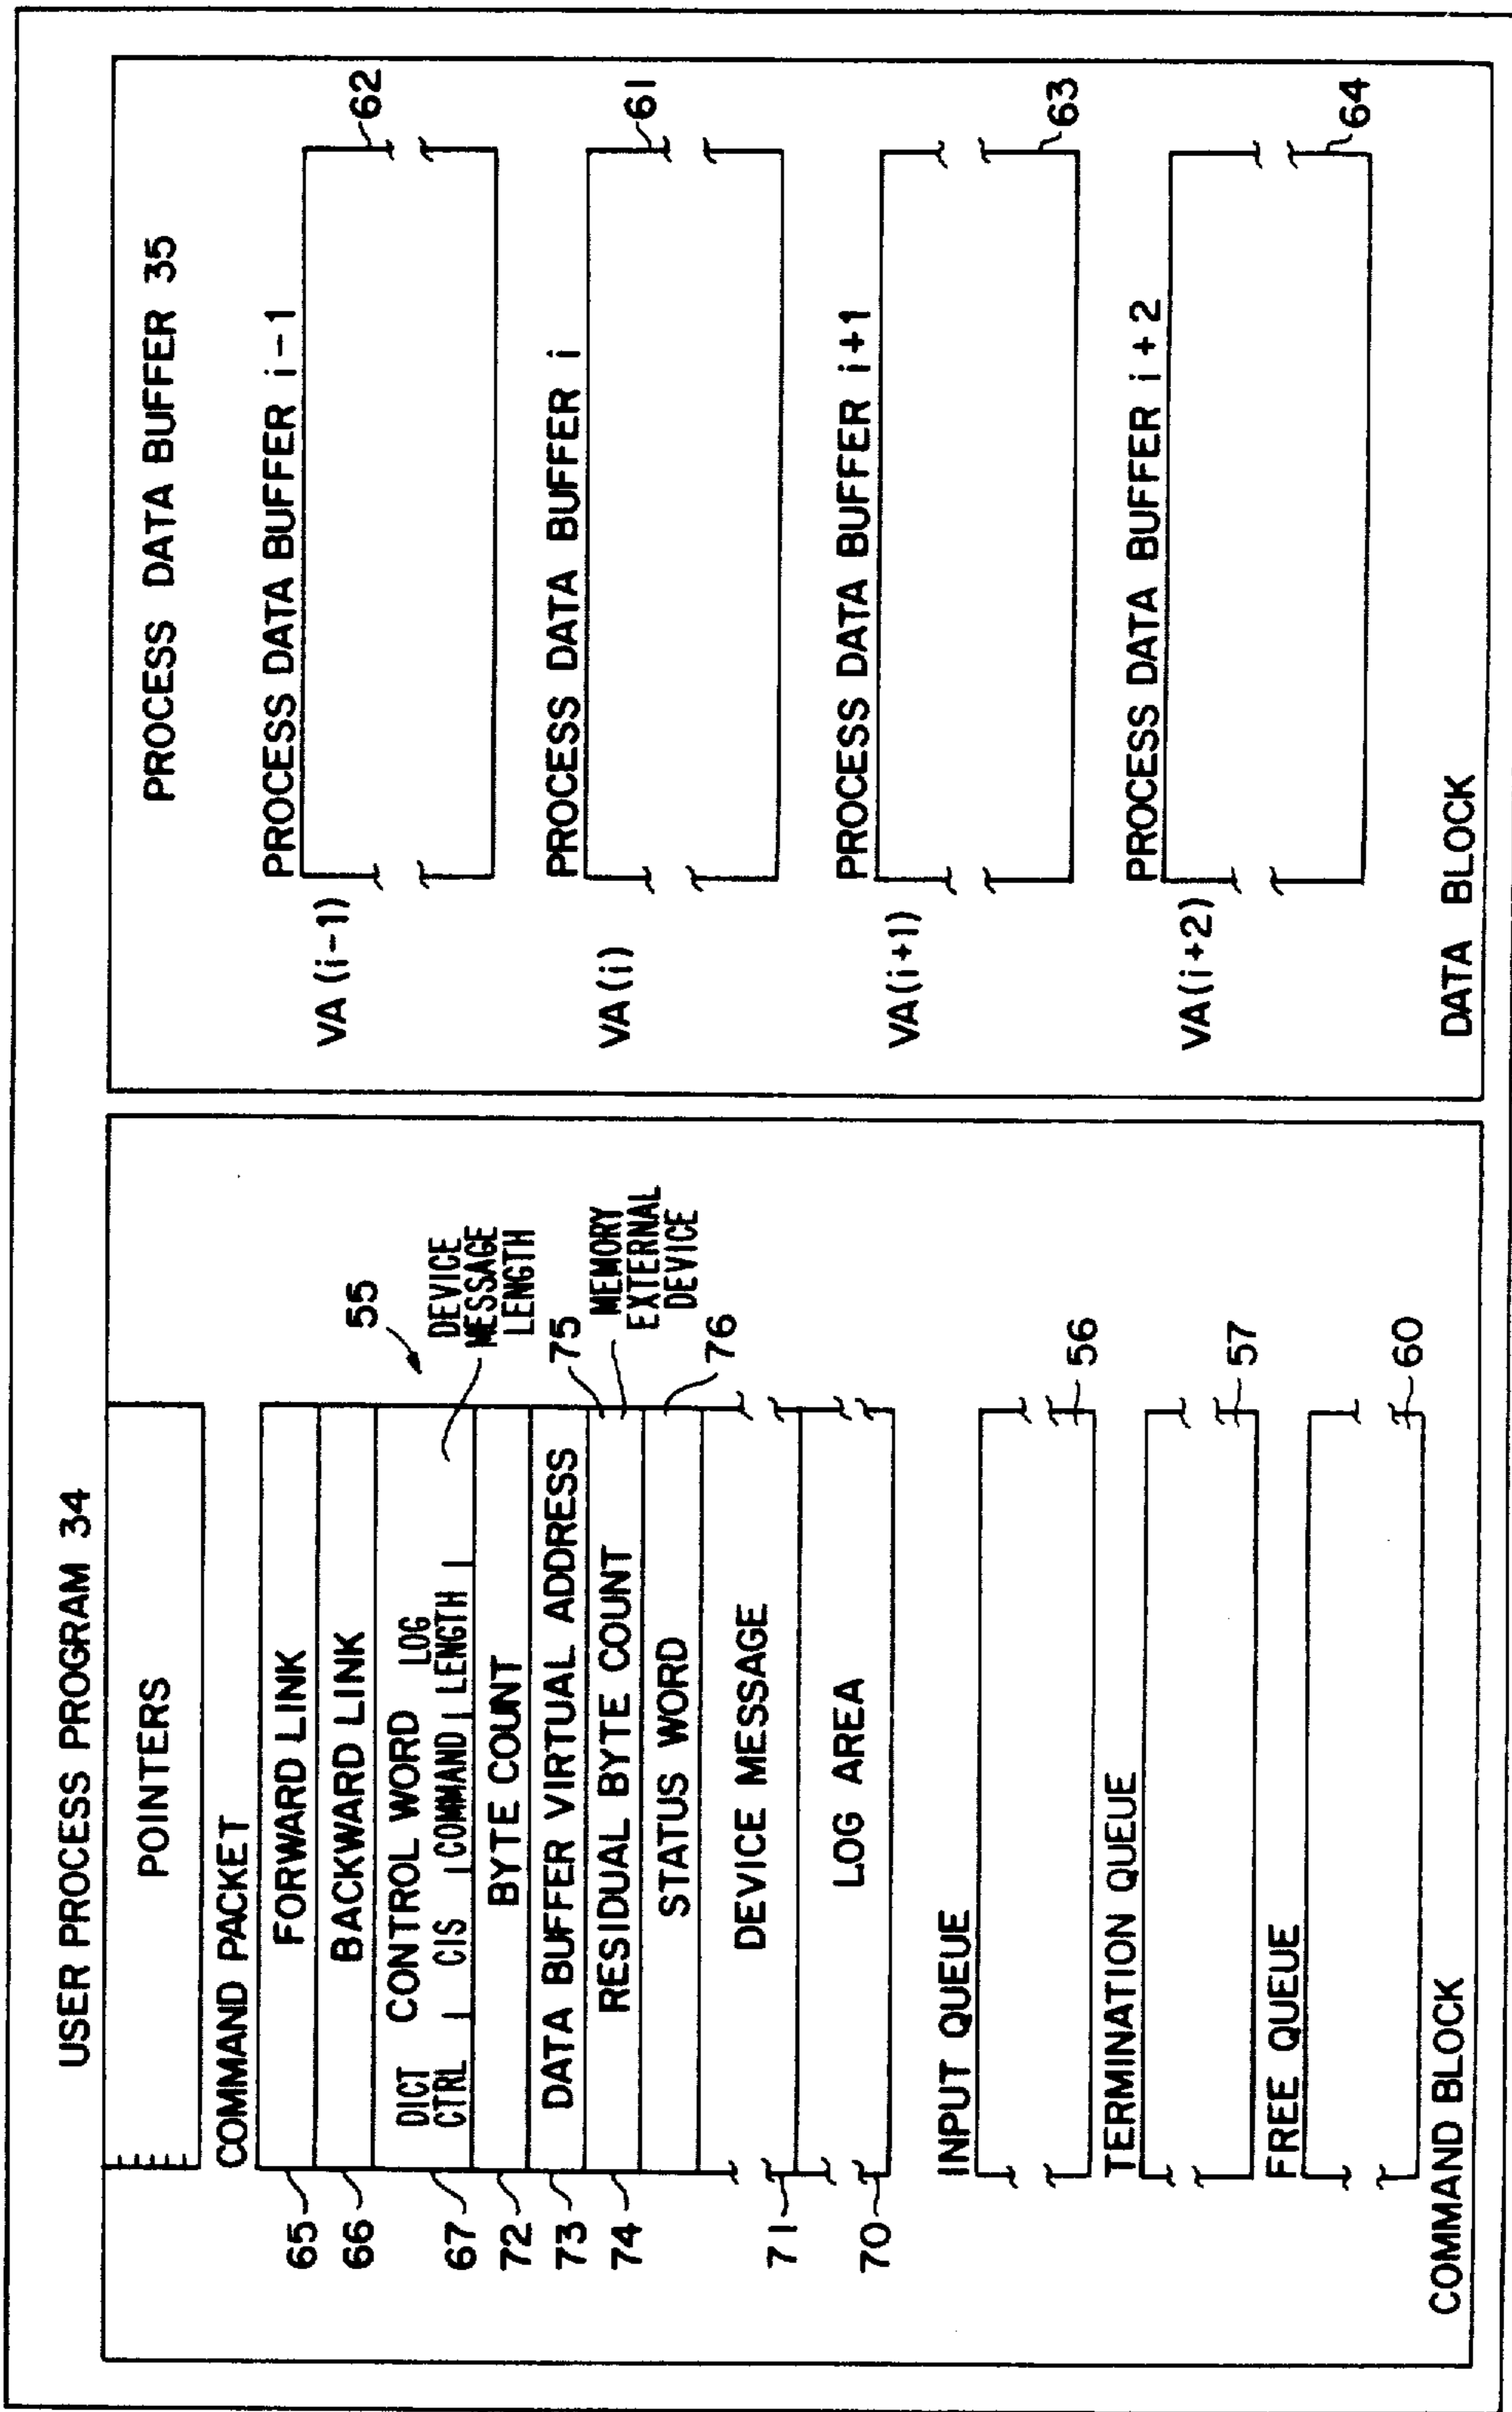 USER PROCESS PROGRAM 34
POINTERS
COMMAND PACKET
55
65
FORWARD LINK
66
BACKWARD LINK
67
DICT CONTROL WORD LOG
CTRL CIS COMMAND LENGTH
DEVICE
MESSAGE
LENGTH
72
BYTE COUNT
73
DATA BUFFER VIRTUAL ADDRESS
75
74
RESIDUAL BYTE COUNT
MEMORY
EXTERNAL
DEVICE
STATUS WORD
76
71
DEVICE MESSAGE
70
LOG AREA
INPUT QUEUE
56
TERMINATION QUEUE
57
FREE QUEUE
60
COMMAND BLOCK
PROCESS DATA BUFFER 35
PROCESS DATA BUFFER i-1
VA (i-1)
62
PROCESS DATA BUFFER i
VA (i)
61
PROCESS DATA BUFFER i+1
VA(i+1)
63
PROCESS DATA BUFFER i+2
VA(i+2)
64
DATA BLOCK